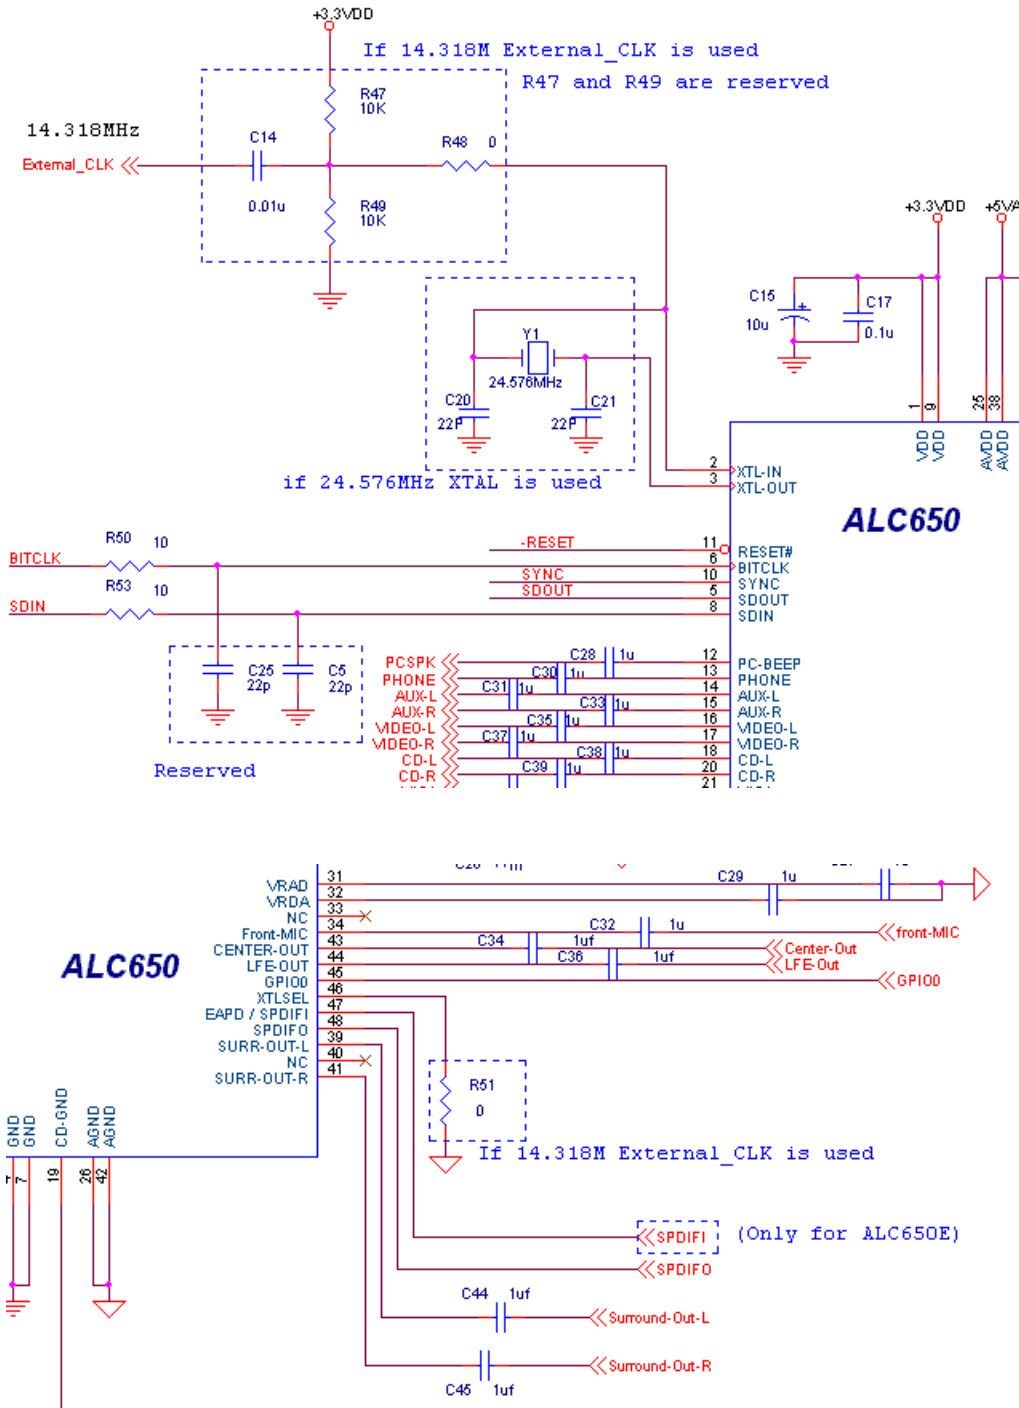 +3.3VDD
If 14.318M External_CLK is used
R47 and R49 are reserved
R47
10K
14.318MHz
C14
R48 0
External_CLK
0.01u
R49
10K
+3.3VDD +5VA
C15
10u
C17
0.1u
Y1
24.576MHz
C20
22P
C21
22P
1 9 25 38
VDD VDD AVDD AVDD
if 24.576MHz XTAL is used
2 XTL-IN
3 XTL-OUT
ALC650
R50 10
BITCLK
R53 10
SDIN
-RESET 11 RESET#
6 BITCLK
SYNC 10 SYNC
SDOUT 5 SDOUT
8 SDIN
C25
22p
C5
22p
Reserved
PCSPK C28 1u 12 PC-BEEP
PHONE C30 1u 13 PHONE
AUX-L C31 1u 14 AUX-L
AUX-R C33 1u 15 AUX-R
VIDEO-L C35 1u 16 VIDEO-L
VIDEO-R C37 1u 17 VIDEO-R
CD-L C38 1u 18 CD-L
CD-R C39 1u 20 CD-R
21
VRAD 31 C29 1u
VRDA 32
NC 33
Front-MIC 34 C32 1u front-MIC
CENTER-OUT 43 C34 1uf Center-Out
LFE-OUT 44 C36 1uf LFE-Out
GPIO0 45 GPIO0
XTLSEL 46
EAPD / SPDIFI 47
SPDIFO 48
SURR-OUT-L 39
NC 40
SURR-OUT-R 41
ALC650
R51
0
If 14.318M External_CLK is used
GND GND CD-GND AGND AGND
7 19 26 42
SPDIFI (Only for ALC650E)
SPDIFO
C44 1uf
Surround-Out-L
Surround-Out-R
C45 1uf